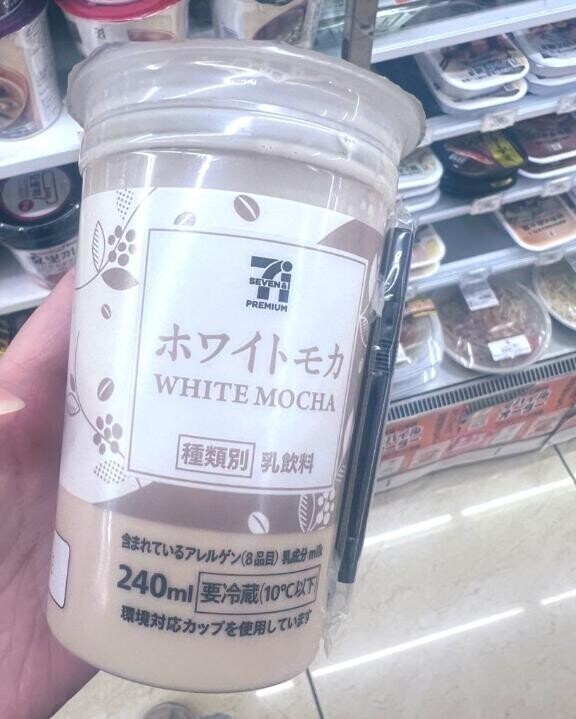 SEVEN&i
PREMIUM
ホワイトモカ
WHITE MOCHA
種類別 乳飲料
含まれているアレルゲン(8品目) 乳成分 milk
240ml 要冷蔵(10℃以下)
環境対応カップを使用しています